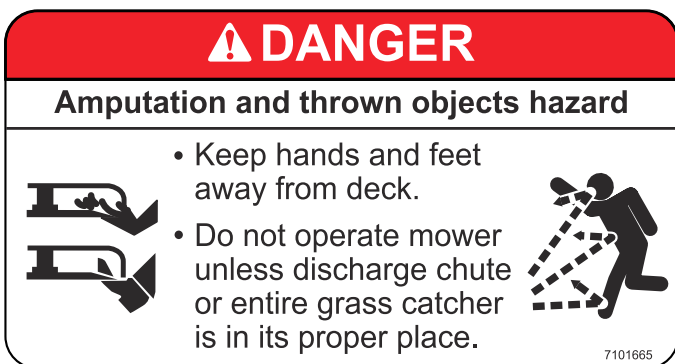 DANGER
Amputation and thrown objects hazard
• Keep hands and feet
away from deck.
• Do not operate mower
unless discharge chute
or entire grass catcher
is in its proper place.
7101665